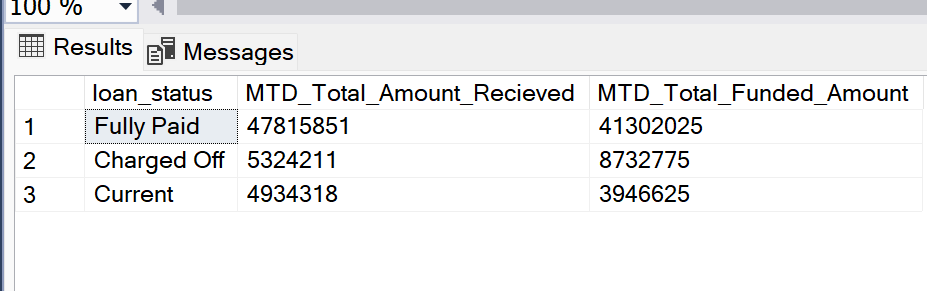 100 %
Results Messages
loan_status MTD_Total_Amount_Recieved MTD_Total_Funded_Amount
1 Fully Paid 47815851 41302025
2 Charged Off 5324211 8732775
3 Current 4934318 3946625